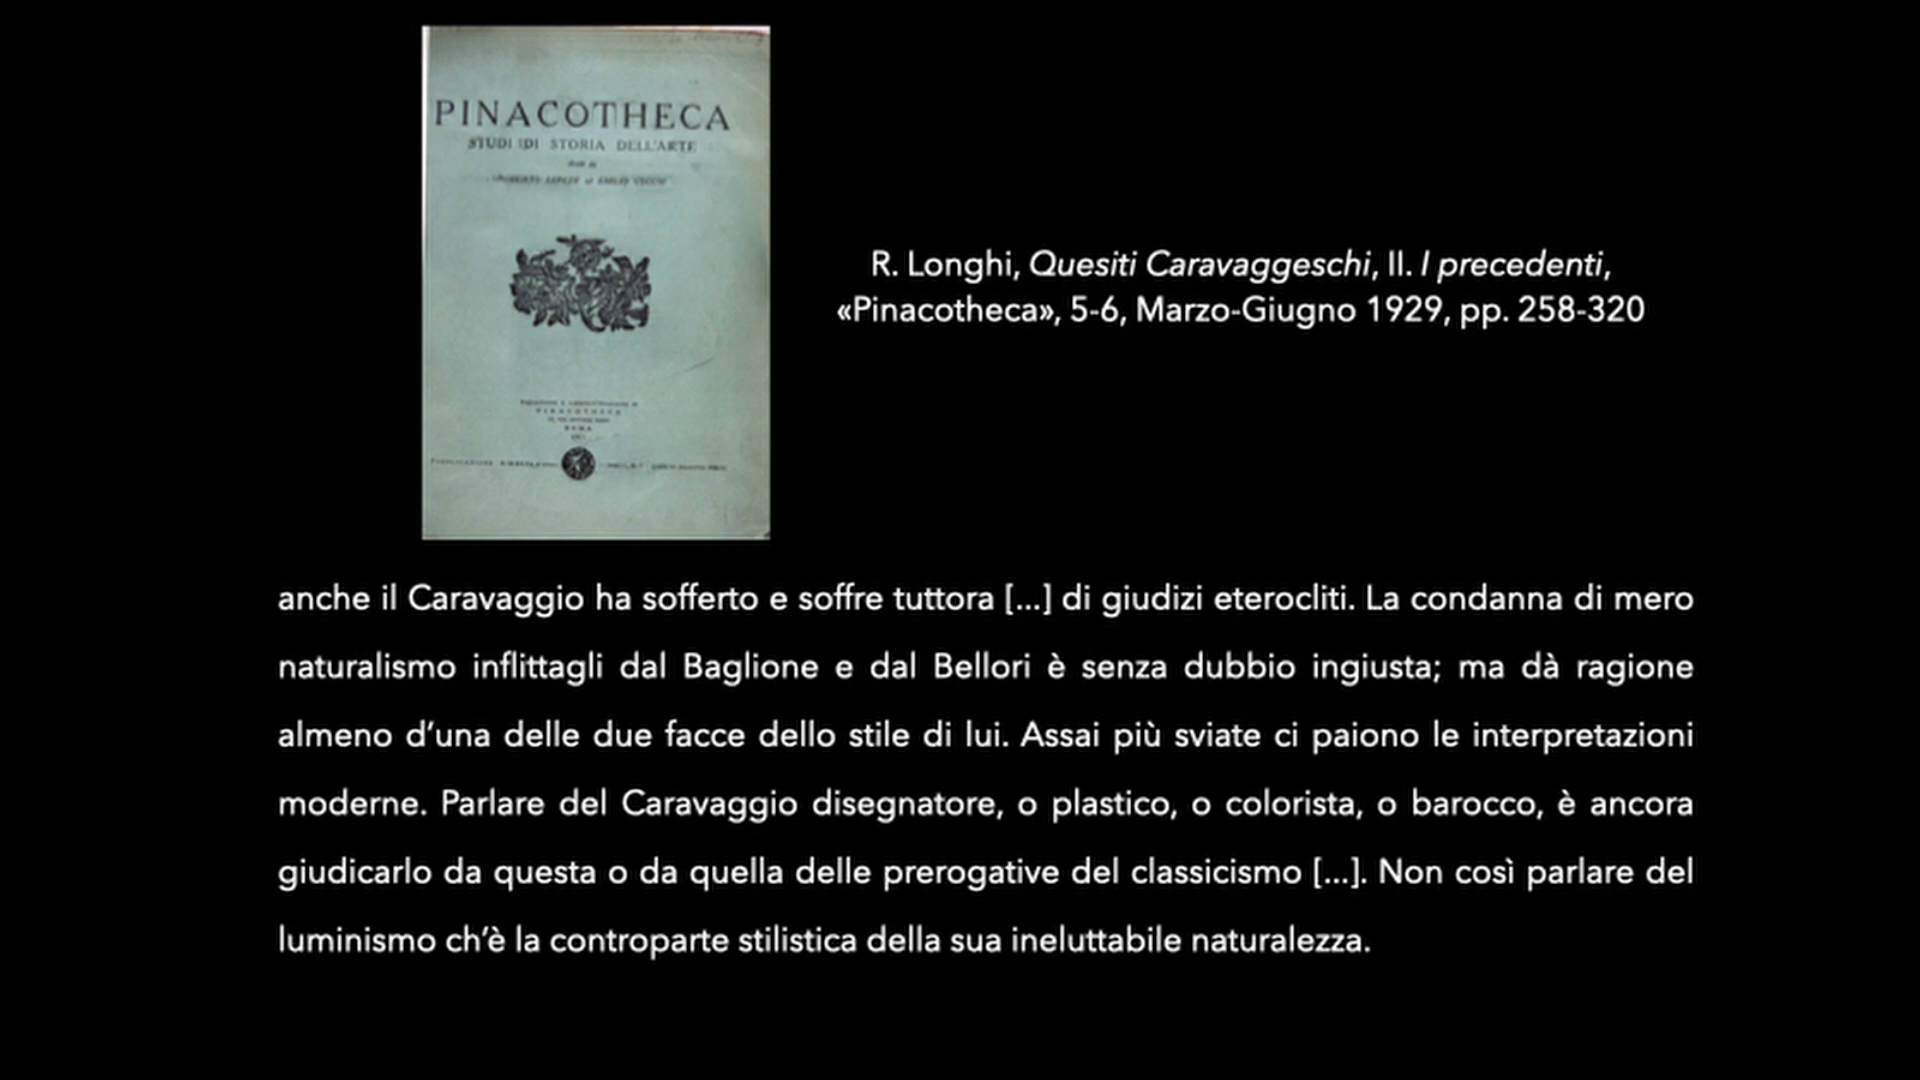 PINACOTHECA
STUDI DI STORIA DELL'ARTE
PINACOTHECA
ROMA
R. Longhi, Quesiti Caravaggeschi, II. I precedenti,
«Pinacotheca», 5-6, Marzo-Giugno 1929, pp. 258-320
anche il Caravaggio ha sofferto e soffre tuttora [...] di giudizi eterocliti. La condanna di mero
naturalismo inflittagli dal Baglione e dal Bellori è senza dubbio ingiusta; ma dà ragione
almeno d’una delle due facce dello stile di lui. Assai più sviate ci paiono le interpretazioni
moderne. Parlare del Caravaggio disegnatore, o plastico, o colorista, o barocco, è ancora
giudicarlo da questa o da quella delle prerogative del classicismo [...]. Non così parlare del
luminismo ch’è la controparte stilistica della sua ineluttabile naturalezza.